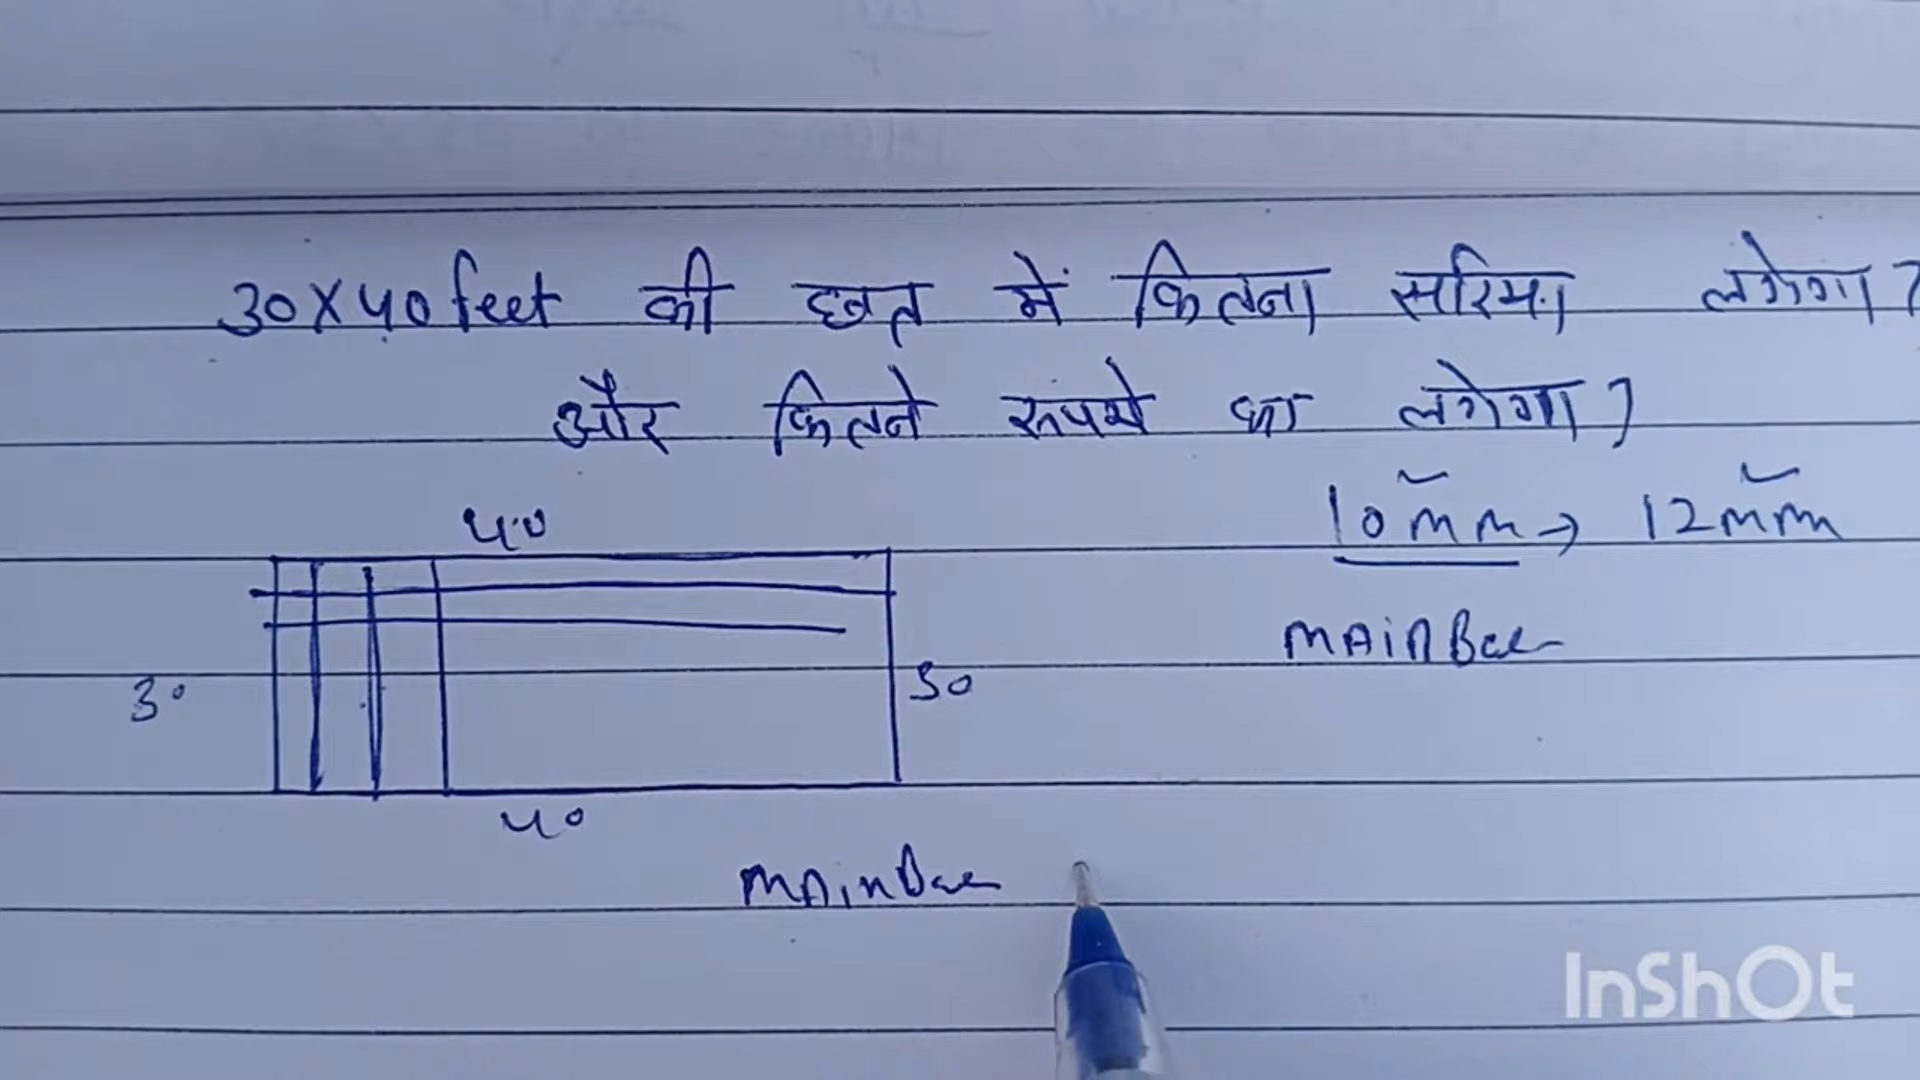 30X40 feet की छत में कितना सरिया लगेगा?
और कितने रूपये का लगेगा?
40
10mm → 12mm
MAIN Bar
30
30
40
MAIN Bar
InShOt